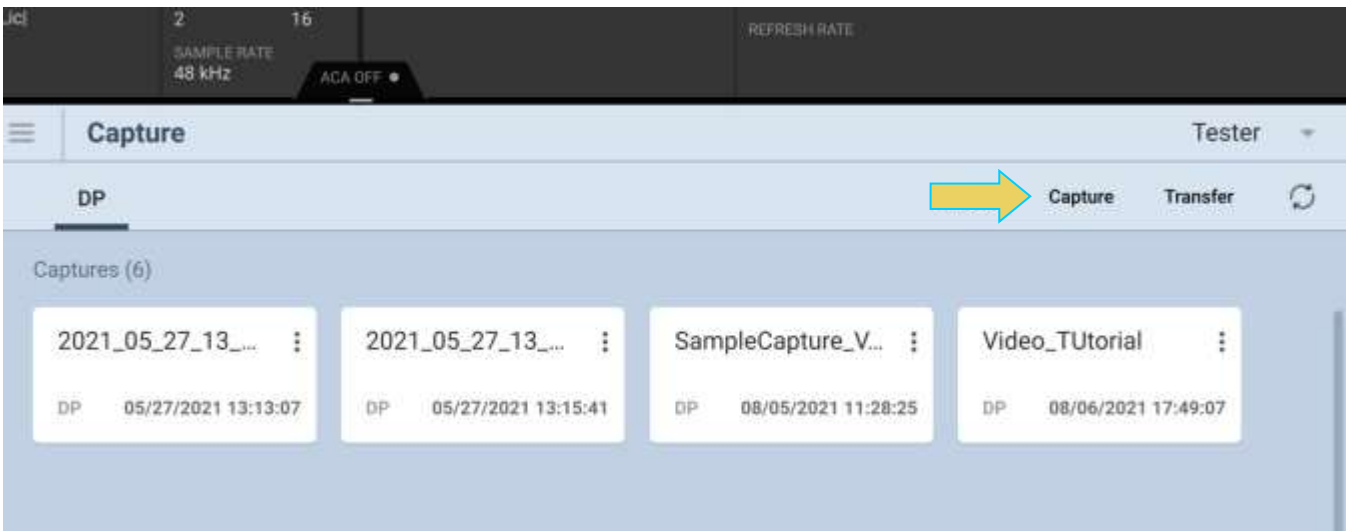 2 16
REFRESH RATE
SAMPLE RATE
48 kHz
ACA OFF
Capture Tester
DP Capture Transfer
Captures (6)
2021_05_27_13_... 2021_05_27_13_... SampleCapture_V... Video_TUtorial
DP 05/27/2021 13:13:07 DP 05/27/2021 13:15:41 DP 08/05/2021 11:28:25 DP 08/06/2021 17:49:07